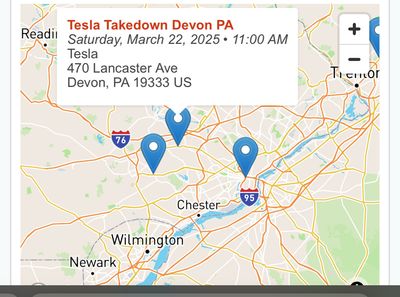 Tesla Takedown Devon PA
Saturday, March 22, 2025 • 11:00 AM
Tesla
470 Lancaster Ave
Devon, PA 19333 US
+
−
Readi
Trenton
76
95
Chester
Wilmington
Newark